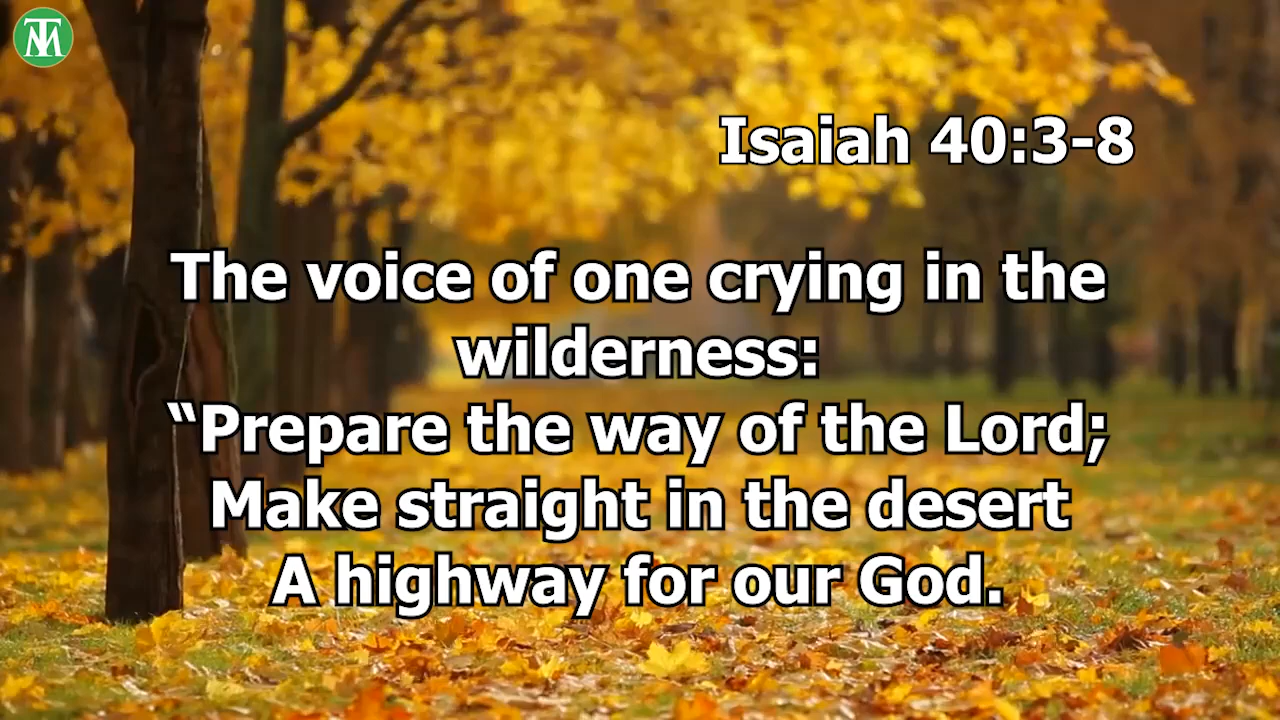 TM
Isaiah 40:3-8
The voice of one crying in the
wilderness:
“Prepare the way of the Lord;
Make straight in the desert
A highway for our God.